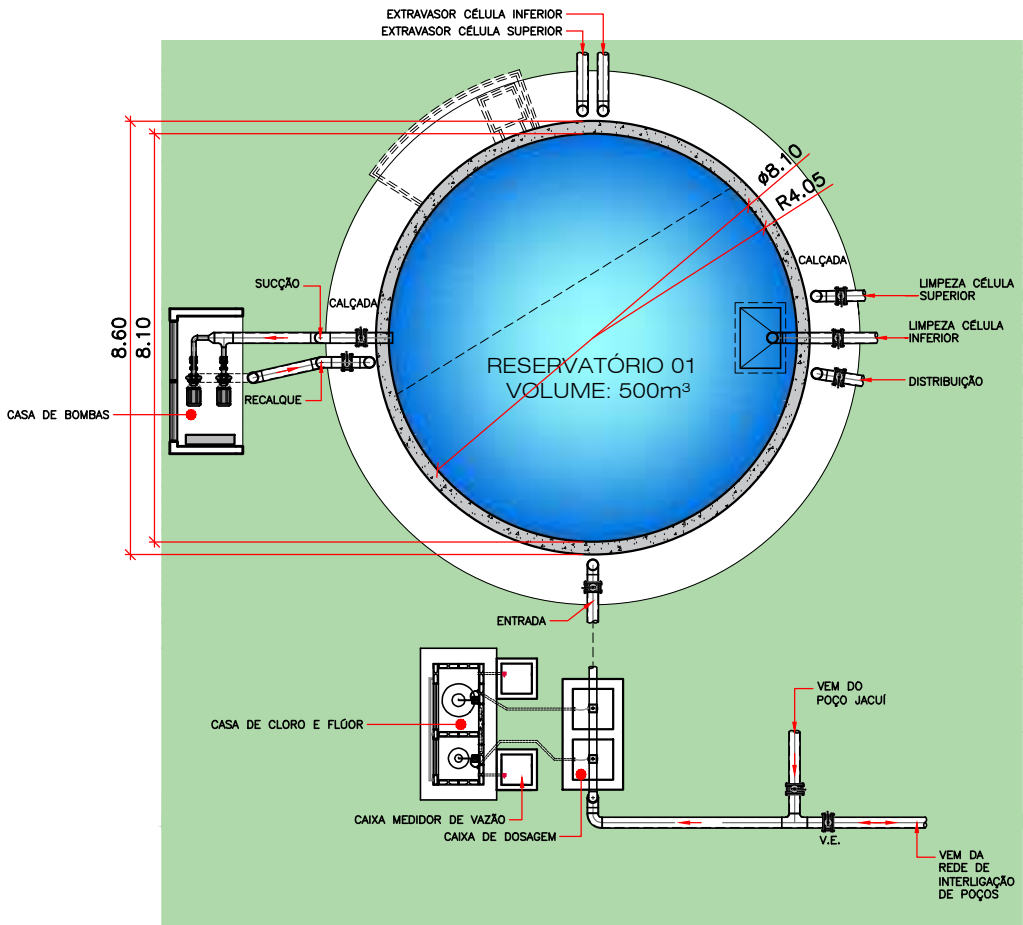 EXTRAVASOR CÉLULA INFERIOR
EXTRAVASOR CÉLULA SUPERIOR
ø8.10
R4.05
CALÇADA
SUCÇÃO
CALÇADA
LIMPEZA CÉLULA
SUPERIOR
8.60
8.10
LIMPEZA CÉLULA
INFERIOR
RESERVATÓRIO 01
VOLUME: 500m³
DISTRIBUIÇÃO
RECALQUE
CASA DE BOMBAS
ENTRADA
VEM DO
POÇO JACUÍ
CASA DE CLORO E FLÚOR
CAIXA MEDIDOR DE VAZÃO
CAIXA DE DOSAGEM
V.E.
VEM DA
REDE DE
INTERLIGAÇÃO
DE POÇOS